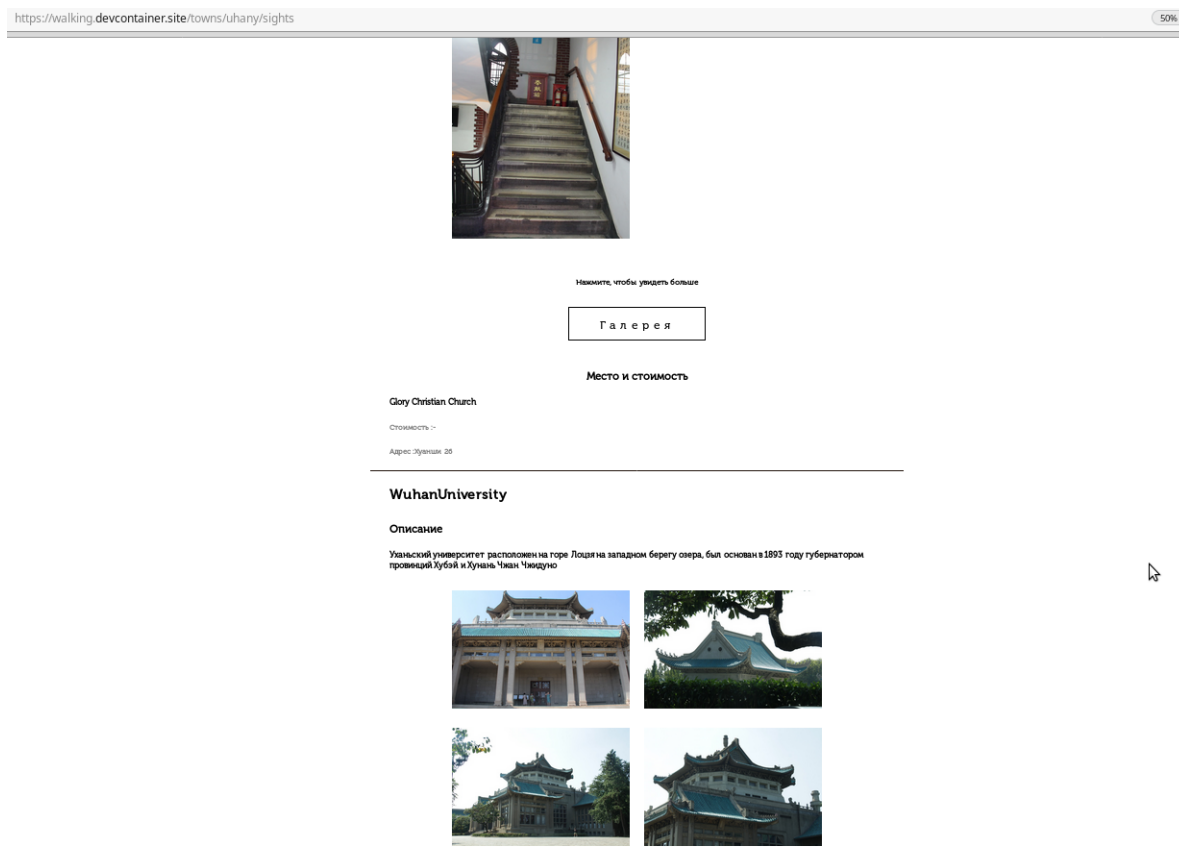 https://walking.devcontainer.site/towns/uhany/sights
50%
Нажмите, чтобы увидеть больше
Галерея
Место и стоимость
Glory Christian Church
Стоимость :-
Адрес :Хуанши 26
WuhanUniversity
Описание
Уханьский университет расположен на горе Лоцзя на западном берегу озера, был основан в 1893 году губернатором
провинций Хубэй и Хунань Чжан Чжидуно